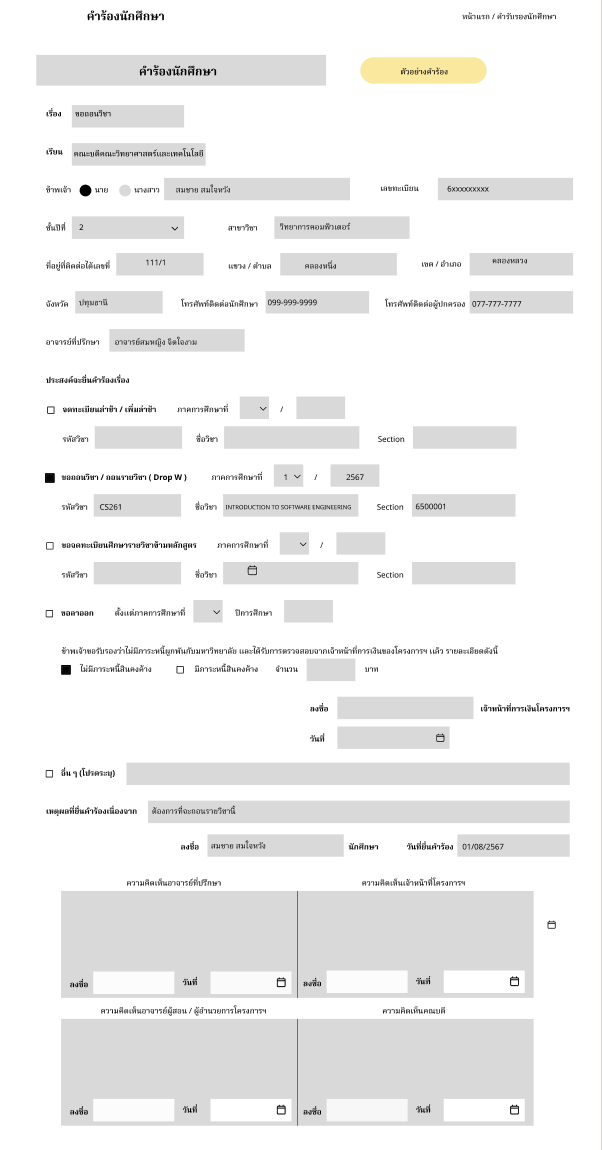 คำร้องนักศึกษา
หน้าแรก / คำรับรองนักศึกษา
คำร้องนักศึกษา
ตัวอย่างคำร้อง
เรื่อง ขอถอนวิชา
เรียน คณะบดีคณะวิทยาศาสตร์และเทคโนโลยี
ข้าพเจ้า นาย นางสาว สมชาย สมใจหวัง เลขทะเบียน 6xxxxxxxxx
ชั้นปีที่ 2 สาขาวิชา วิทยาการคอมพิวเตอร์
ที่อยู่ที่ติดต่อได้เลขที่ 111/1 แขวง / ตำบล คลองหนึ่ง เขต / อำเภอ คลองหลวง
จังหวัด ปทุมธานี โทรศัพท์ติดต่อนักศึกษา 099-999-9999 โทรศัพท์ติดต่อผู้ปกครอง 077-777-7777
อาจารย์ที่ปรึกษา อาจารย์สมหญิง จิตใจงาม
ประสงค์จะยื่นคำร้องเรื่อง
จดทะเบียนล่าช้า / เพิ่มล่าช้า ภาคการศึกษาที่ /
รหัสวิชา ชื่อวิชา Section
ขอถอนวิชา / ถอนรายวิชา ( Drop W ) ภาคการศึกษาที่ 1 / 2567
รหัสวิชา CS261 ชื่อวิชา INTRODUCTION TO SOFTWARE ENGINEERING Section 6500001
ขอจดทะเบียนศึกษารายวิชาข้ามหลักสูตร ภาคการศึกษาที่ /
รหัสวิชา ชื่อวิชา Section
ขอลาออก ตั้งแต่ภาคการศึกษาที่ ปีการศึกษา
ข้าพเจ้าขอรับรองว่าไม่มีภาระหนี้ผูกพันกับมหาวิทยาลัย และได้รับการตรวจสอบจากเจ้าหน้าที่การเงินของโครงการฯ แล้ว รายละเอียดดังนี้
ไม่มีภาระหนี้สินคงค้าง มีภาระหนี้สินคงค้าง จำนวน บาท
ลงชื่อ เจ้าหน้าที่การเงินโครงการฯ
วันที่
อื่น ๆ (โปรดระบุ)
เหตุผลที่ยื่นคำร้องเนื่องจาก ต้องการที่จะถอนรายวิชานี้
ลงชื่อ สมชาย สมใจหวัง นักศึกษา วันที่ยื่นคำร้อง 01/08/2567
ความคิดเห็นอาจารย์ที่ปรึกษา ความคิดเห็นเจ้าหน้าที่โครงการฯ
ลงชื่อ วันที่ ลงชื่อ วันที่
ความคิดเห็นอาจารย์ผู้สอน / ผู้อำนวยการโครงการฯ ความคิดเห็นคณบดี
ลงชื่อ วันที่ ลงชื่อ วันที่